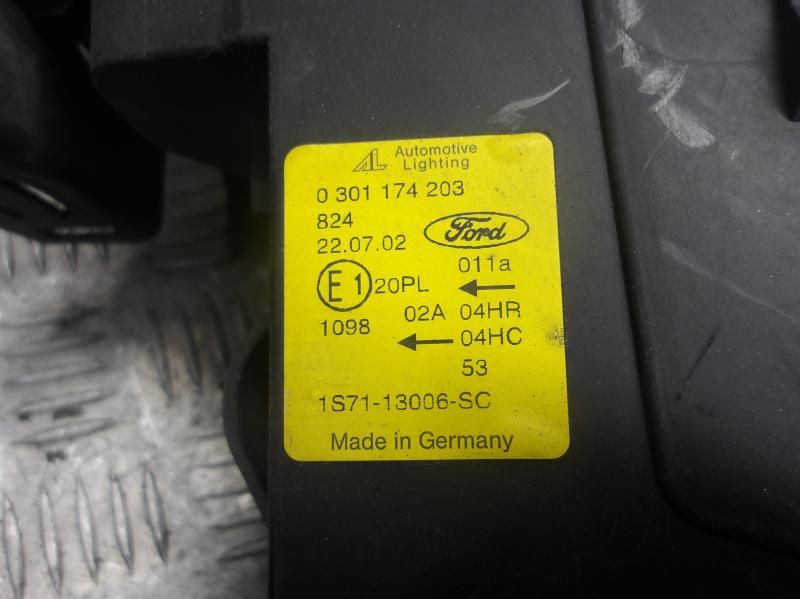 AL Automotive
Lighting
0 301 174 203
824
22.07.02
Ford
011a
E1 20PL
02A 04HR
1098
04HC
53
1S71-13006-SC
Made in Germany